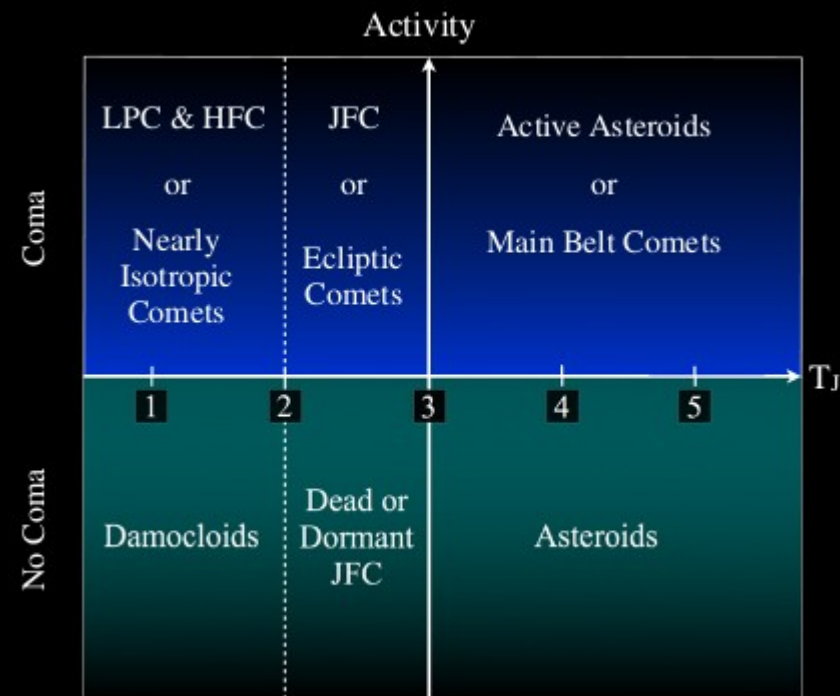 Activity
Coma
LPC & HFC
or
Nearly
Isotropic
Comets
JFC
or
Ecliptic
Comets
Active Asteroids
or
Main Belt Comets
TJ
1
2
3
4
5
No Coma
Damocloids
Dead or
Dormant
JFC
Asteroids